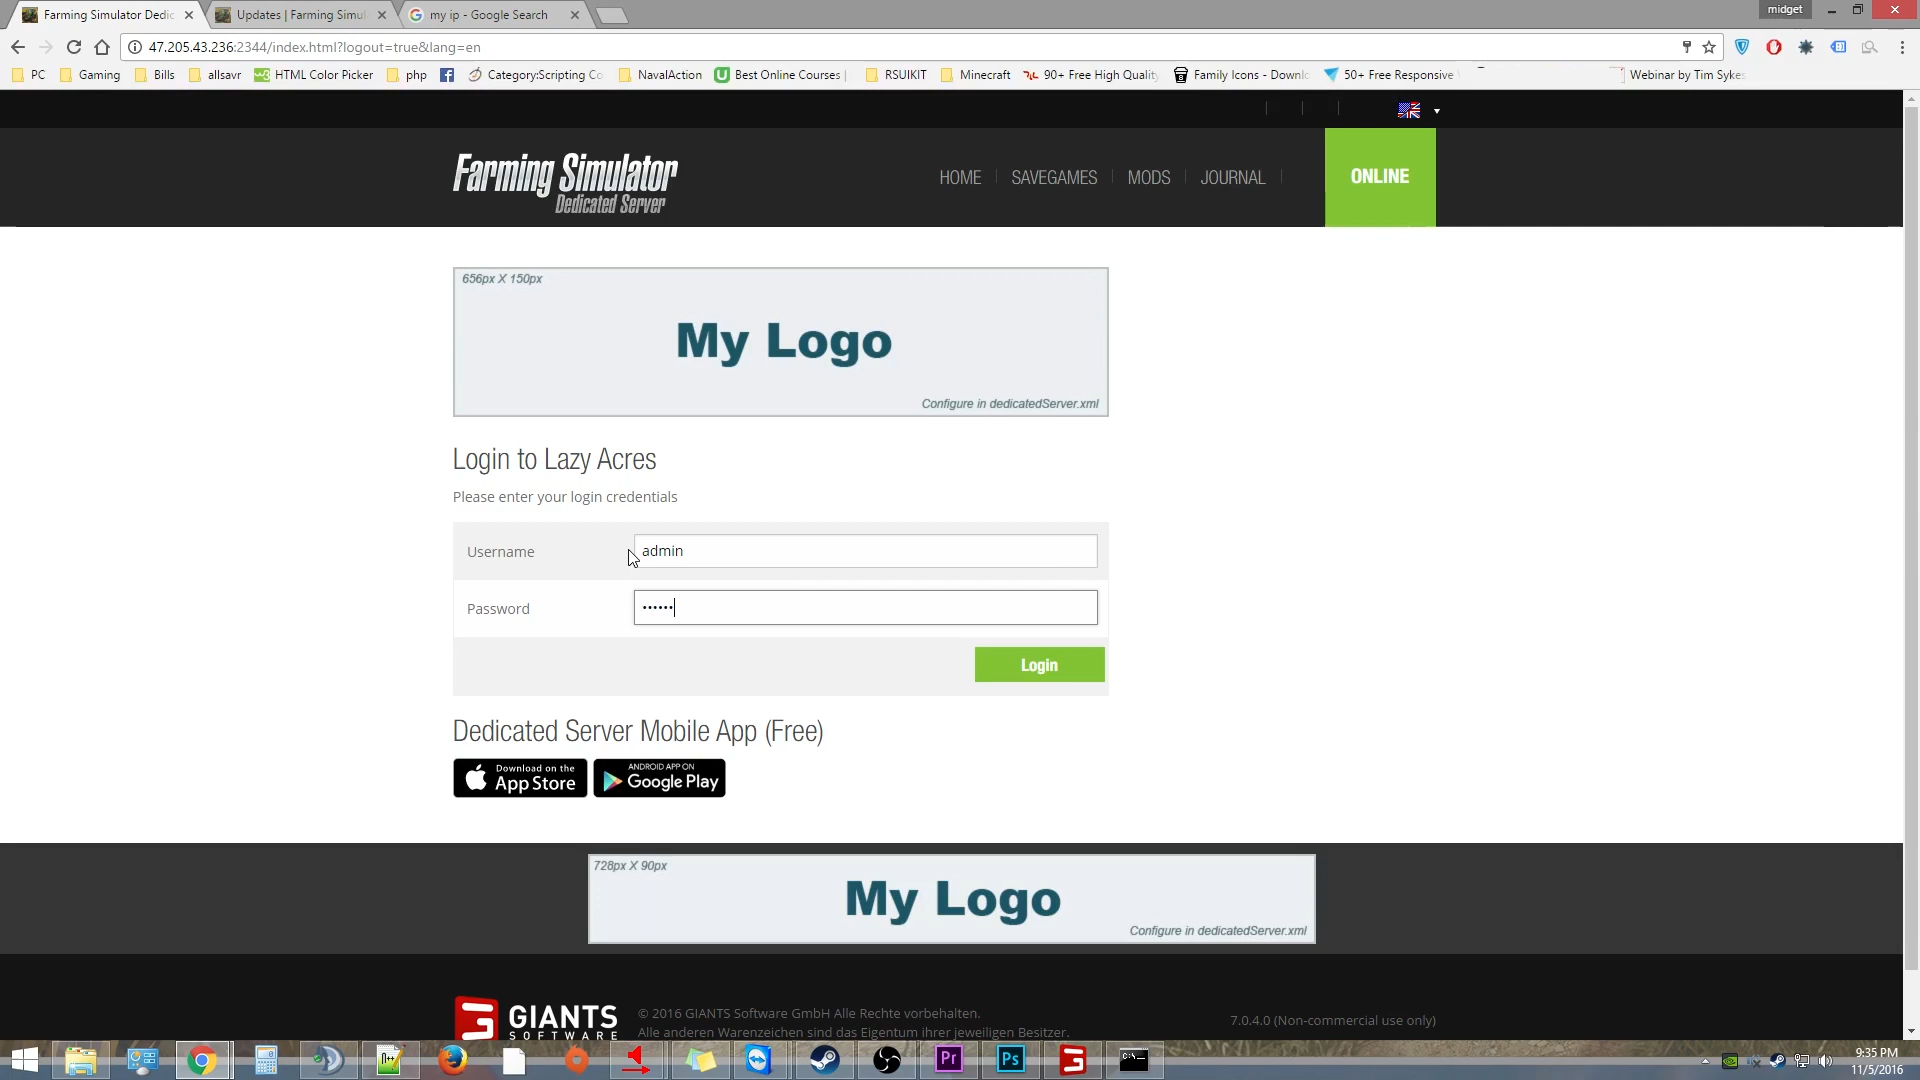 Farming Simulator Dedic
Updates | Farming Simul
my ip - Google Search
midget
47.205.43.236:2344/index.html?logout=true&lang=en
PC
Gaming
Bills
allsavr
HTML Color Picker
php
Category:Scripting Co
NavalAction
Best Online Courses |
RSUIKIT
Minecraft
90+ Free High Quality
Family Icons - Downlo
50+ Free Responsive
Webinar by Tim Sykes
Farming Simulator
Dedicated Server
HOME
SAVEGAMES
MODS
JOURNAL
ONLINE
656px X 150px
My Logo
Configure in dedicatedServer.xml
Login to Lazy Acres
Please enter your login credentials
Username
admin
Password
••••••
Login
Dedicated Server Mobile App (Free)
Download on the
App Store
ANDROID APP ON
Google Play
728px X 90px
My Logo
Configure in dedicatedServer.xml
GIANTS
SOFTWARE
© 2016 GIANTS Software GmbH Alle Rechte vorbehalten.
Alle anderen Warenzeichen sind das Eigentum ihrer jeweiligen Besitzer.
7.0.4.0 (Non-commercial use only)
Pr
Ps
9:35 PM
11/5/2016